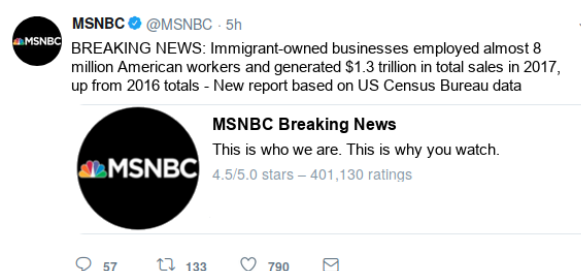 MSNBC @MSNBC · 5h
MSNBC
BREAKING NEWS: Immigrant-owned businesses employed almost 8
million American workers and generated $1.3 trillion in total sales in 2017,
up from 2016 totals - New report based on US Census Bureau data
MSNBC
MSNBC Breaking News
This is who we are. This is why you watch.
4.5/5.0 stars – 401,130 ratings
57 133 790